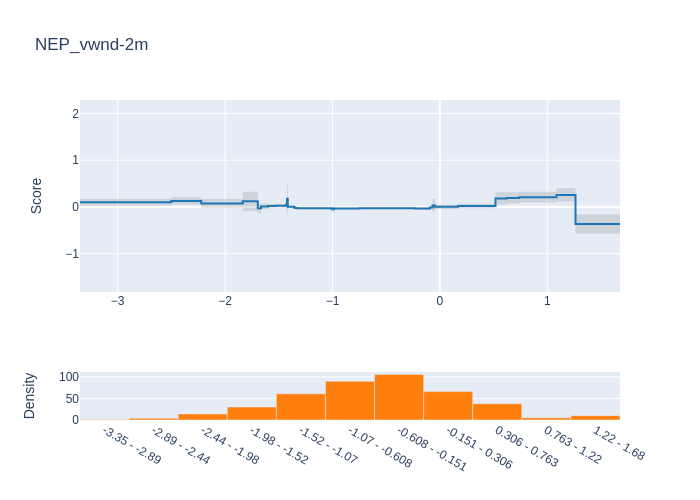 NEP_vwnd-2m
Score
2
1
0
−1
−3
−2
−1
0
1
Density
100
50
0
-3.35 - -2.89
-2.89 - -2.44
-2.44 - -1.98
-1.98 - -1.52
-1.52 - -1.07
-1.07 - -0.608
-0.608 - -0.151
-0.151 - 0.306
0.306 - 0.763
0.763 - 1.22
1.22 - 1.68